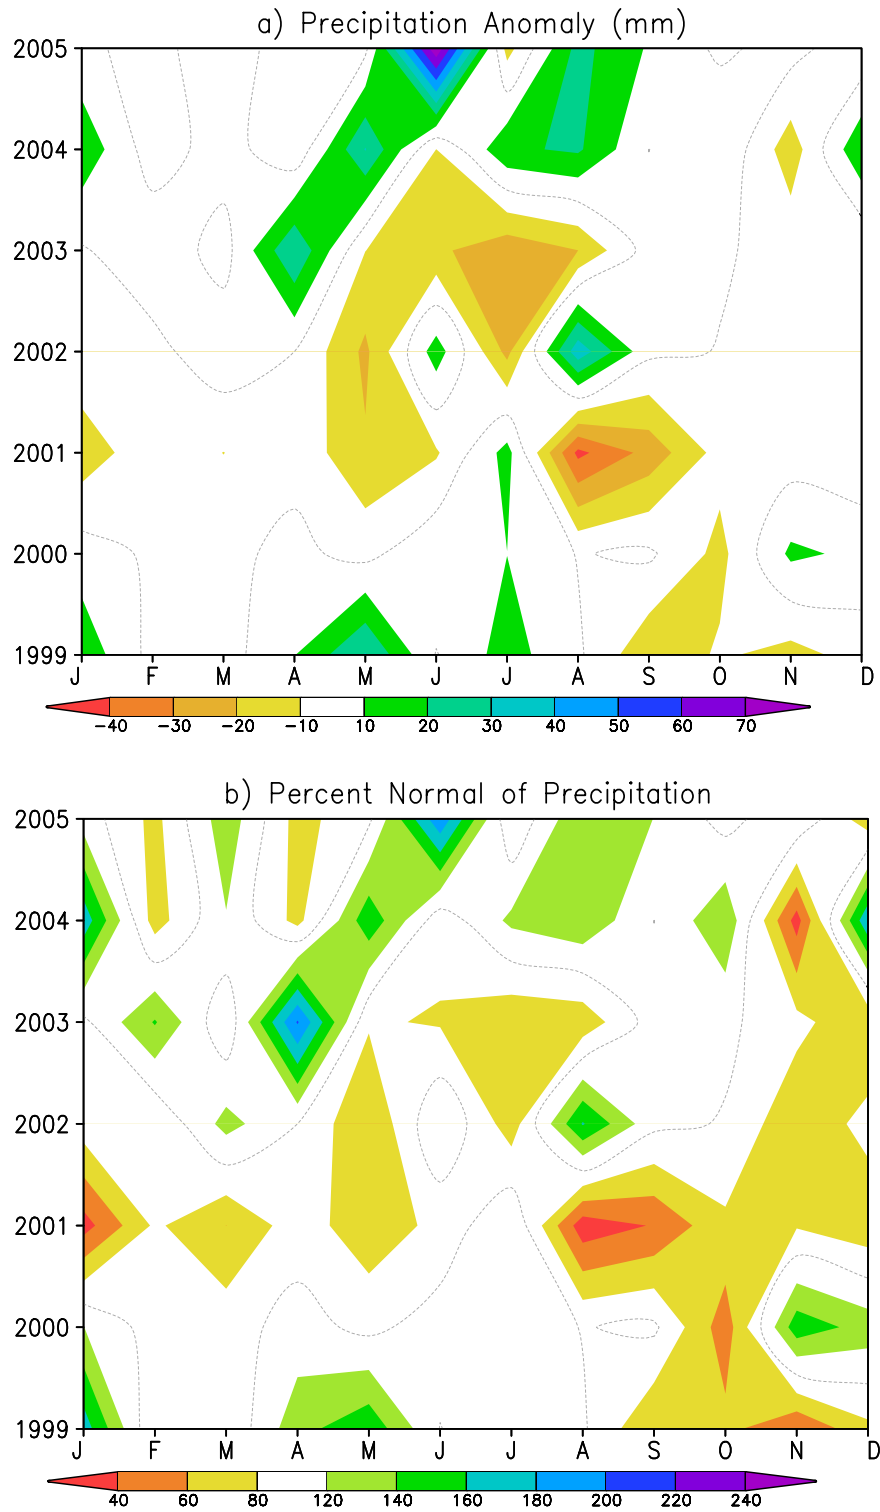 a) Precipitation Anomaly (mm)
2005
2004
2003
2002
2001
2000
1999
J F M A M J J A S O N D
-40 -30 -20 -10 10 20 30 40 50 60 70
b) Percent Normal of Precipitation
2005
2004
2003
2002
2001
2000
1999
J F M A M J J A S O N D
40 60 80 120 140 160 180 200 220 240